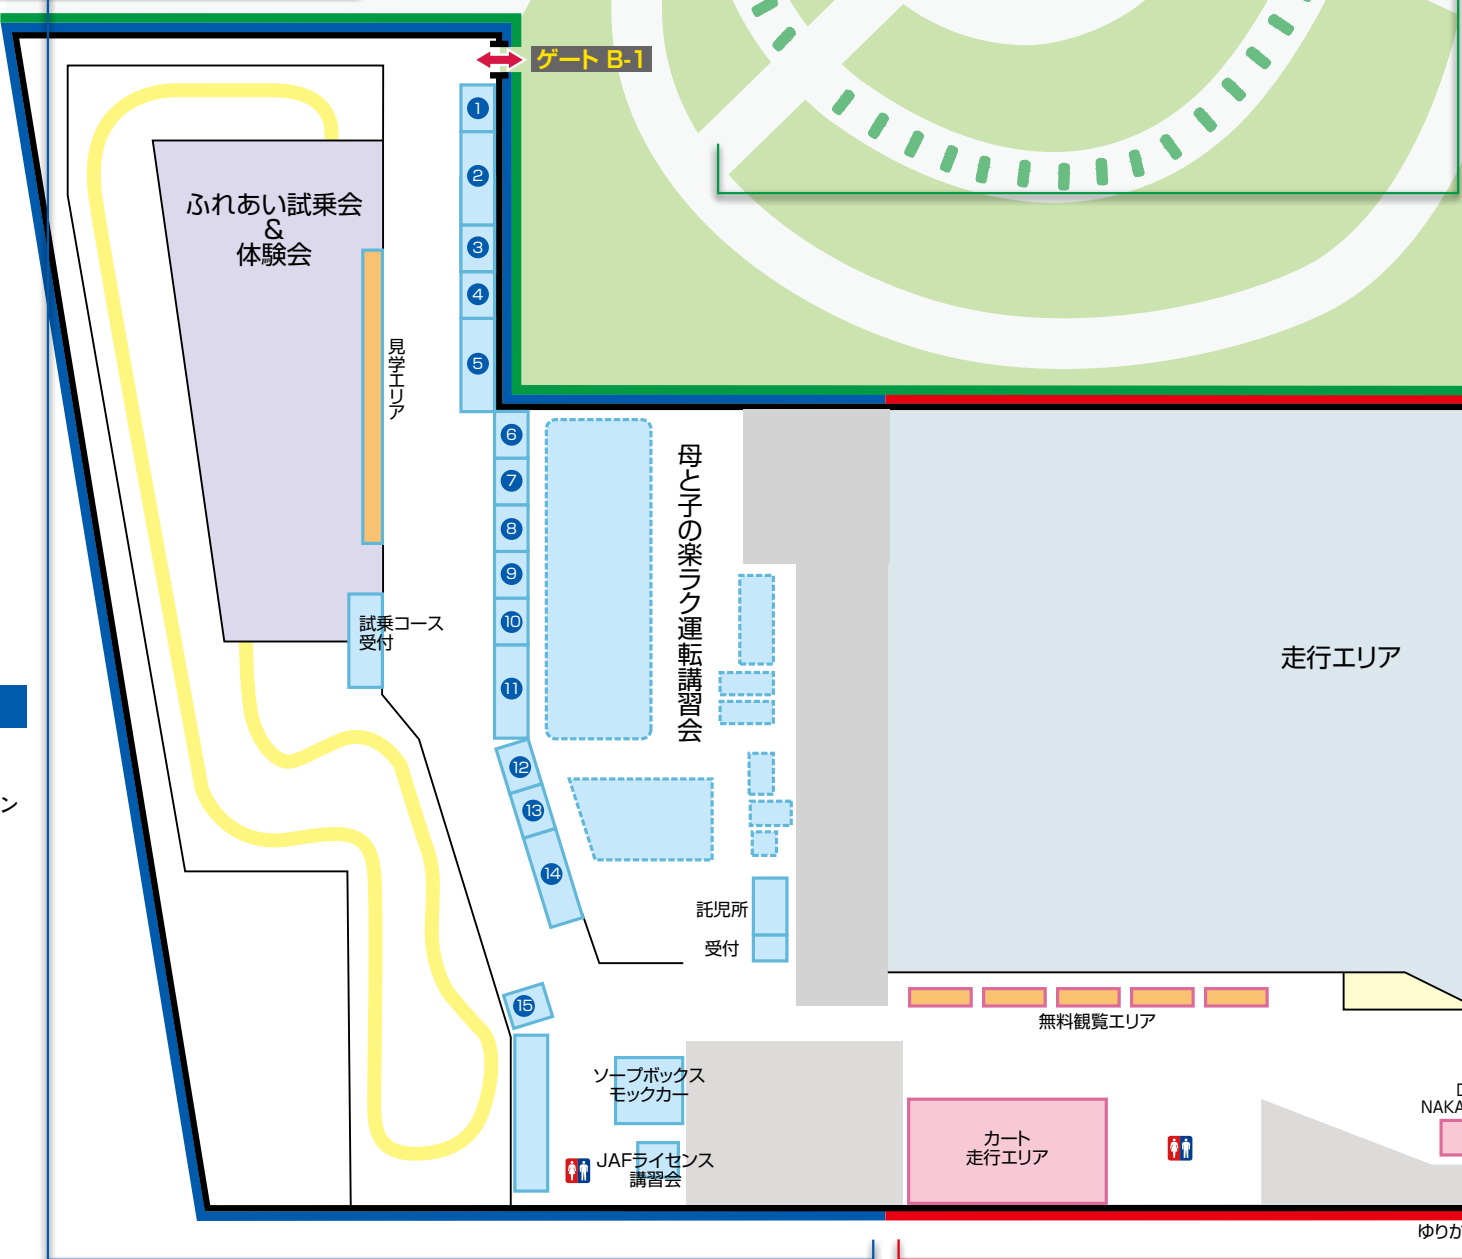 ゲート B-1
1
2
3
4
5
6
7
8
9
10
11
12
13
14
15
ふれあい試乗会
&
体験会
見学エリア
試乗コース
受付
母と子の楽ラク運転講習会
走行エリア
ン
託児所
受付
無料観覧エリア
ソープボックス
モックカー
JAFライセンス
講習会
カート
走行エリア
NAKA
ゆりか